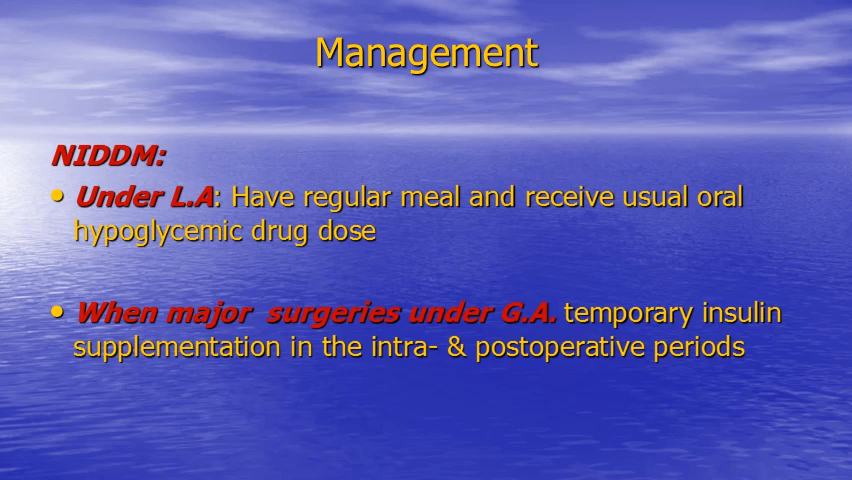 Management
NIDDM:
• Under L.A: Have regular meal and receive usual oral
hypoglycemic drug dose
• When major surgeries under G.A. temporary insulin
supplementation in the intra- & postoperative periods